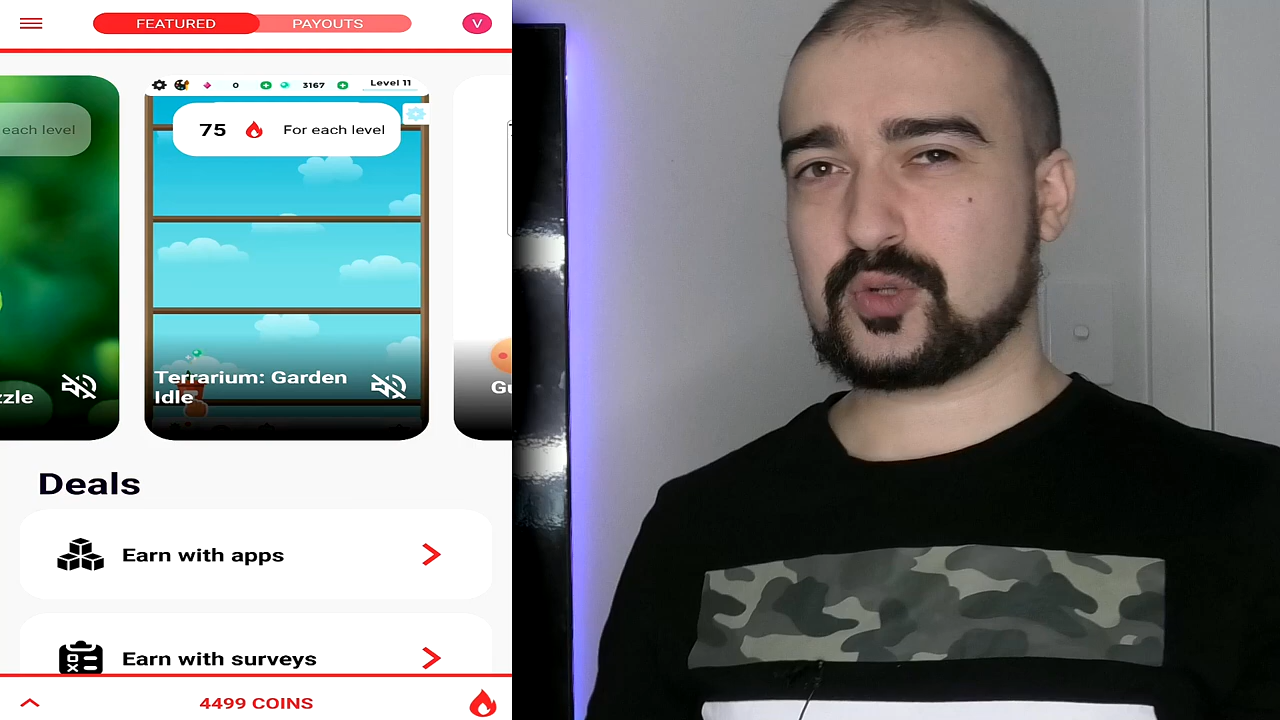 FEATURED
PAYOUTS
V
0
3167
Level 11
each level
75
For each level
zzle
Terrarium: Garden
Idle
Gu
Deals
Earn with apps
Earn with surveys
4499 COINS